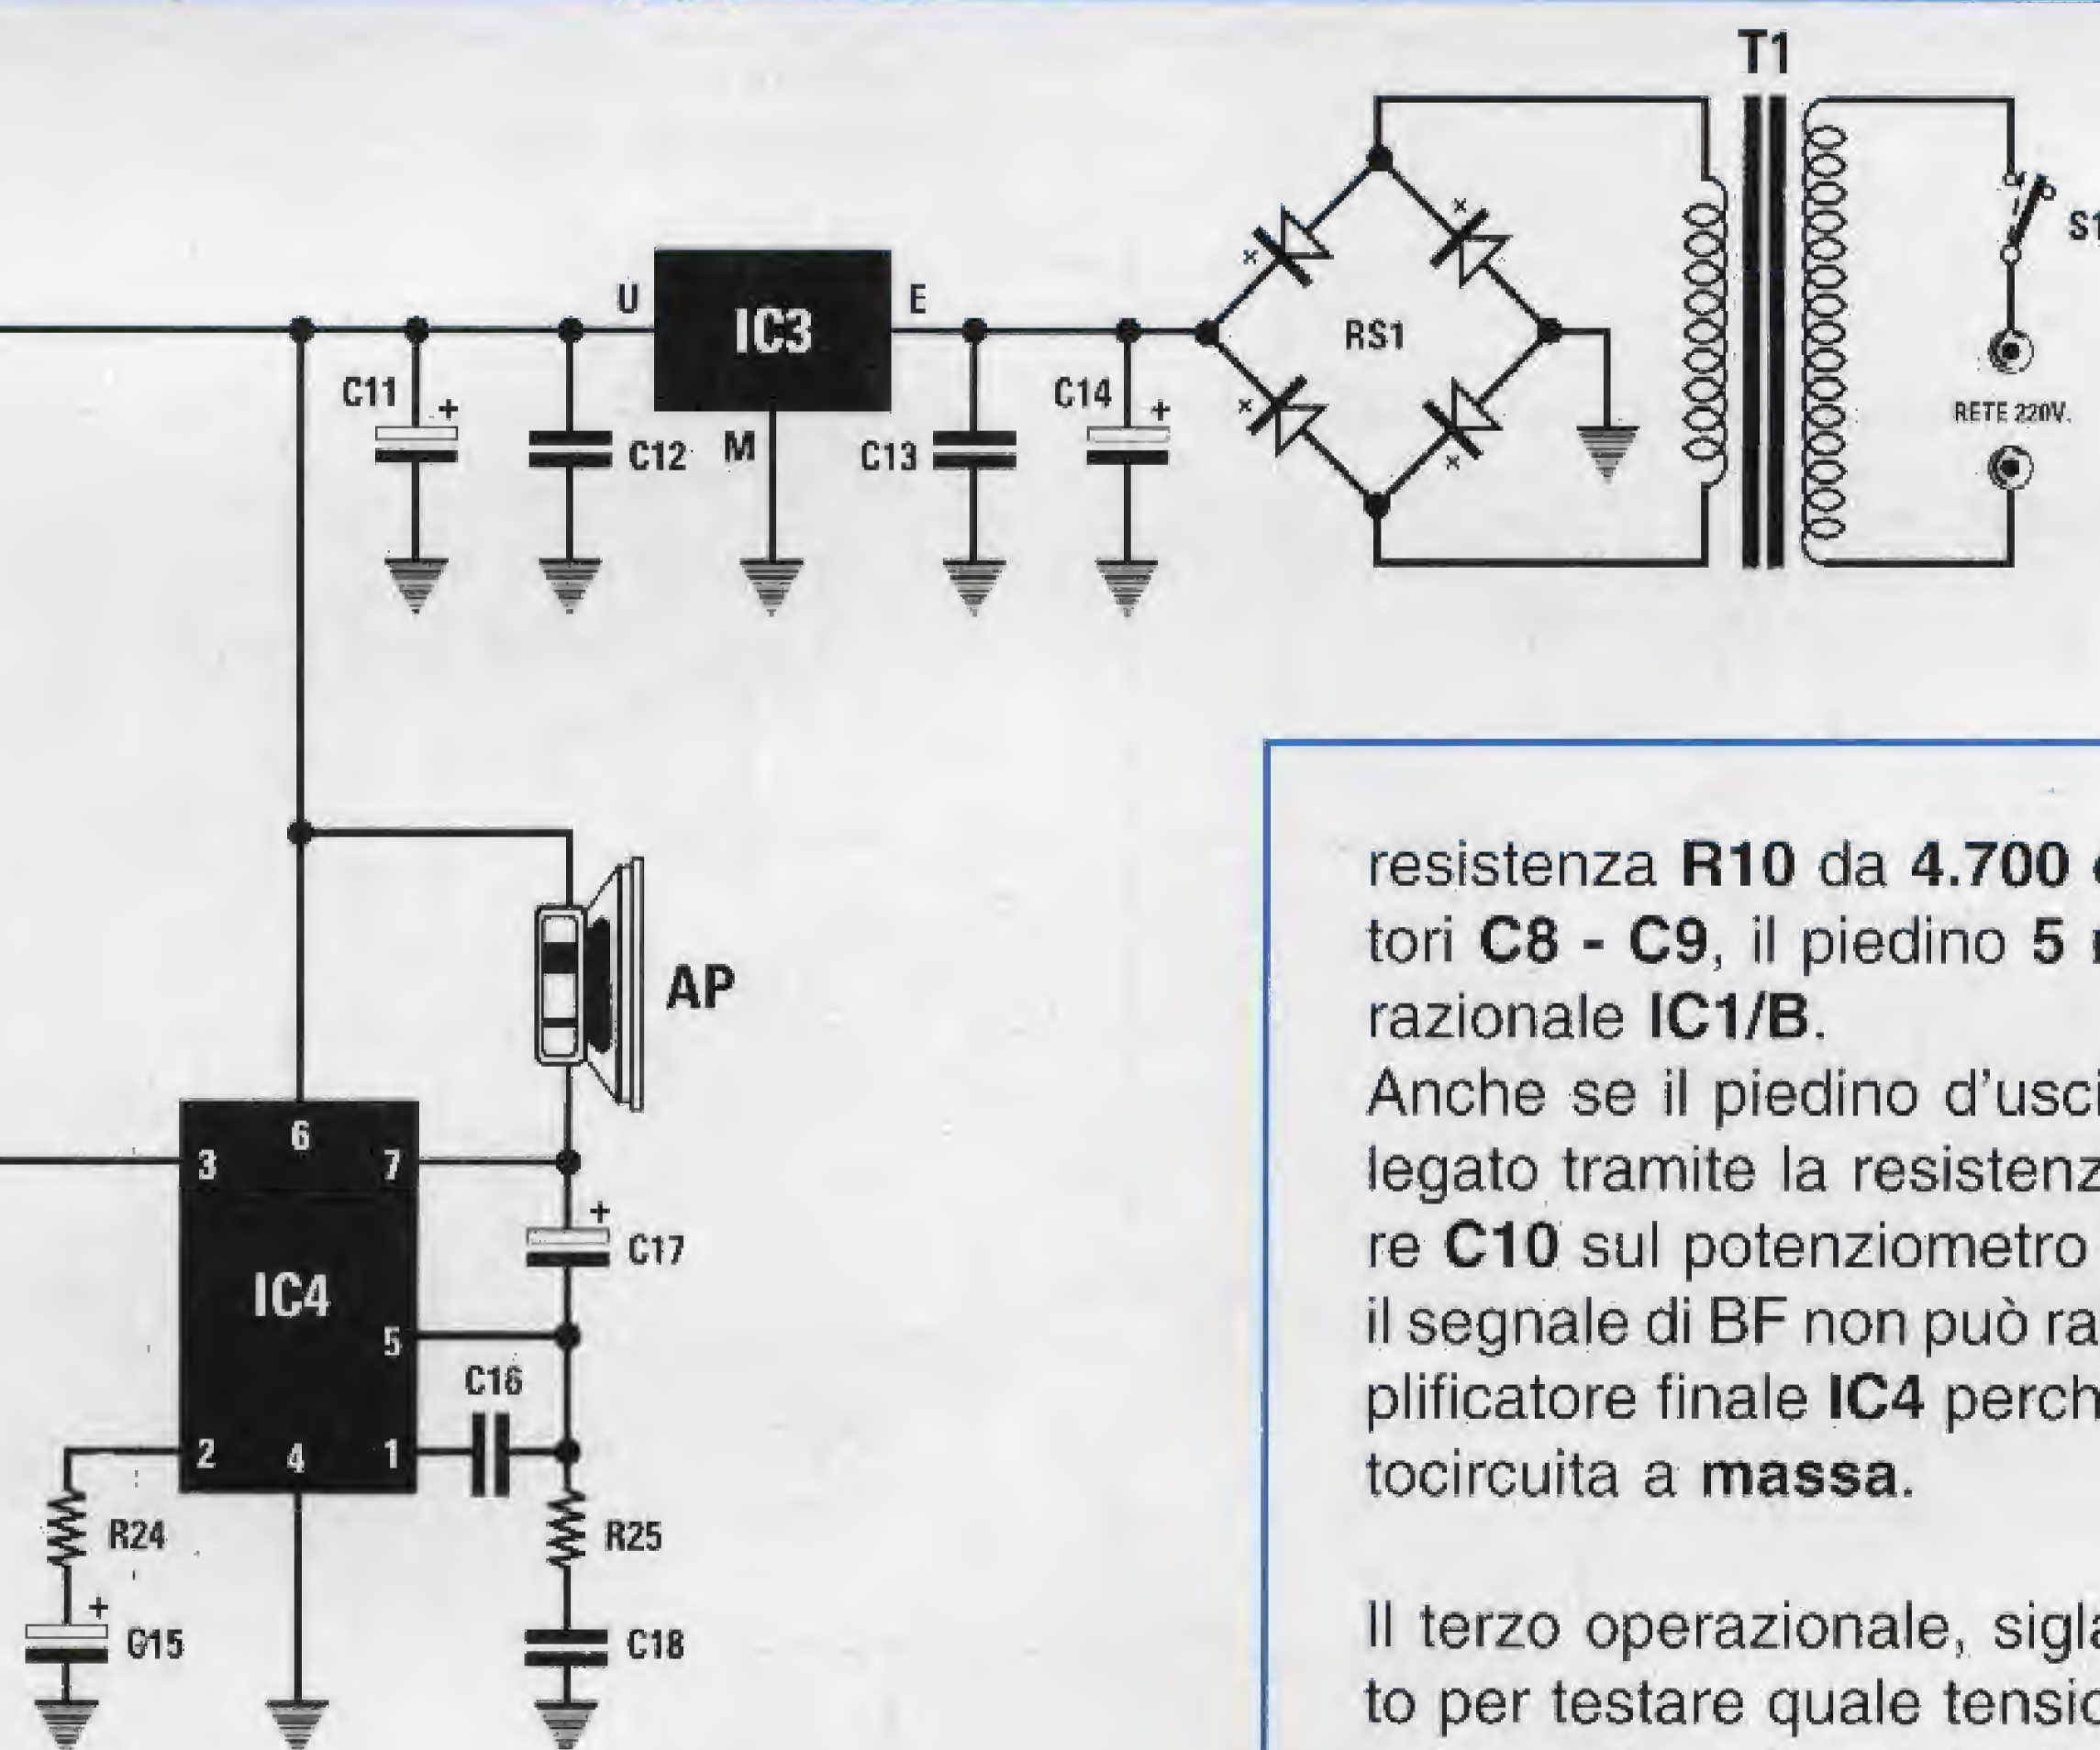 T1
S1
U
IC3
E
RS1
C11
+
C12
M
C13
C14
+
RETE 220V.
AP
6
3
7
+
C17
IC4
5
C16
2
4
1
R24
R25
+
C15
C18
resistenza R10 da 4.700
tori C8 - C9, il piedino 5
razionale IC1/B.
Anche se il piedino d'usci
legato tramite la resistenz
re C10 sul potenziometro
il segnale di BF non può ra
plificatore finale IC4 perch
tocircuita a massa.
Il terzo operazionale, sigla
to per testare quale tensio